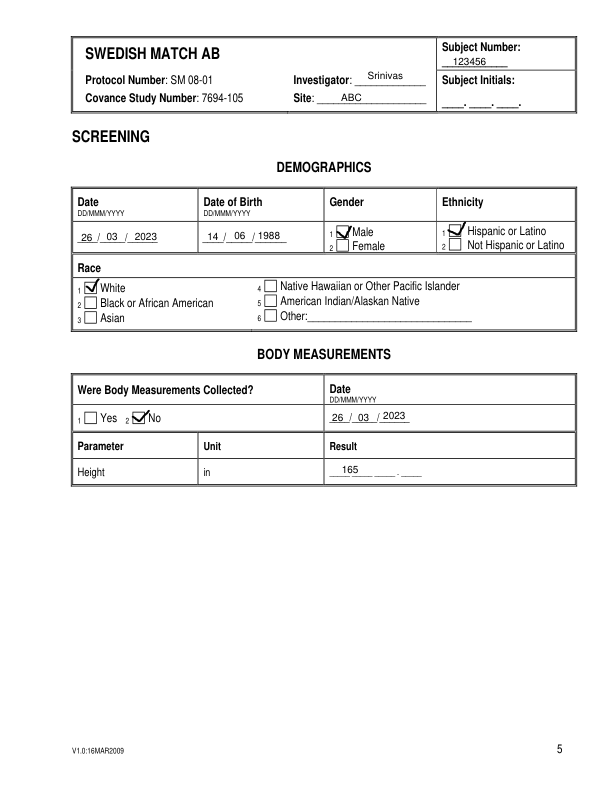 SWEDISH MATCH AB
Protocol Number: SM 08-01
Covance Study Number: 7694-105
Investigator: Srinivas
Site: ABC
Subject Number:
123456
Subject Initials:
____. ____. ____.
SCREENING
DEMOGRAPHICS
Date
DD/MMM/YYYY
26 / 03 / 2023
Date of Birth
DD/MMM/YYYY
14 / 06 / 1988
Gender
1 Male
2 Female
Ethnicity
1 Hispanic or Latino
2 Not Hispanic or Latino
Race
1 White
2 Black or African American
3 Asian
4 Native Hawaiian or Other Pacific Islander
5 American Indian/Alaskan Native
6 Other:
BODY MEASUREMENTS
Were Body Measurements Collected?
1 Yes 2 No
Date
DD/MMM/YYYY
26 / 03 / 2023
Parameter Unit Result
Height in 165
V1.0:16MAR2009
5